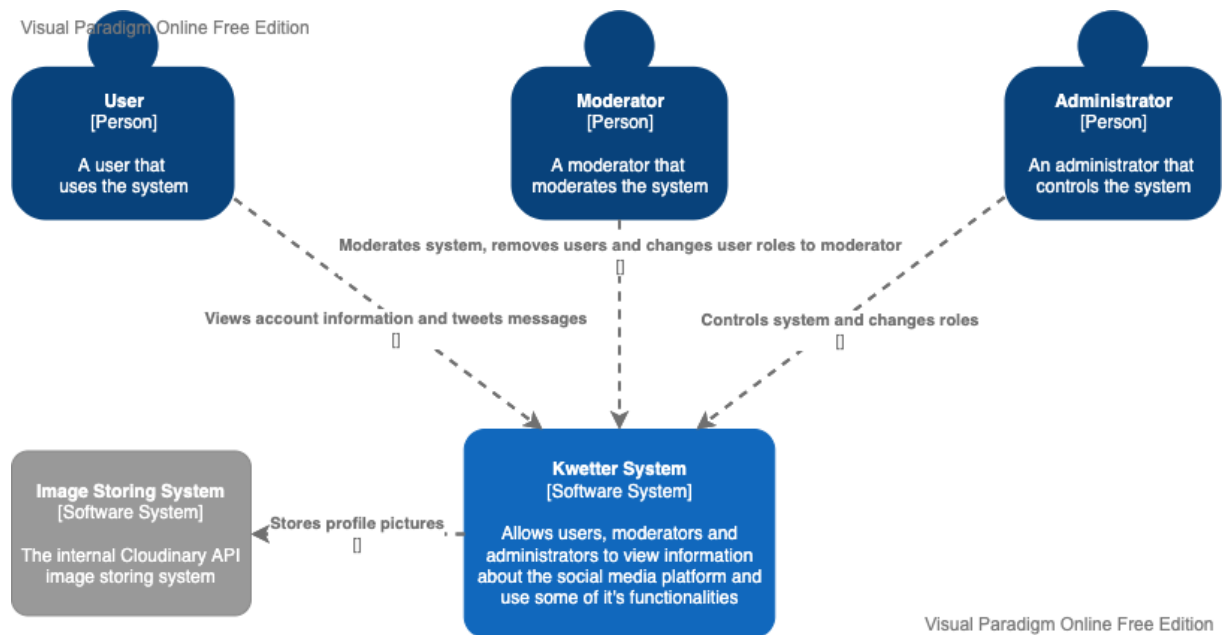 Visual Paradigm Online Free Edition
User
[Person]
A user that
uses the system
Moderator
[Person]
A moderator that
moderates the system
Administrator
[Person]
An administrator that
controls the system
Moderates system, removes users and changes user roles to moderator
[]
Views account information and tweets messages
[]
Controls system and changes roles
[]
Image Storing System
[Software System]
The internal Cloudinary API
image storing system
Stores profile pictures
[]
Kwetter System
[Software System]
Allows users, moderators and
administrators to view information
about the social media platform and
use some of it's functionalities
Visual Paradigm Online Free Edition